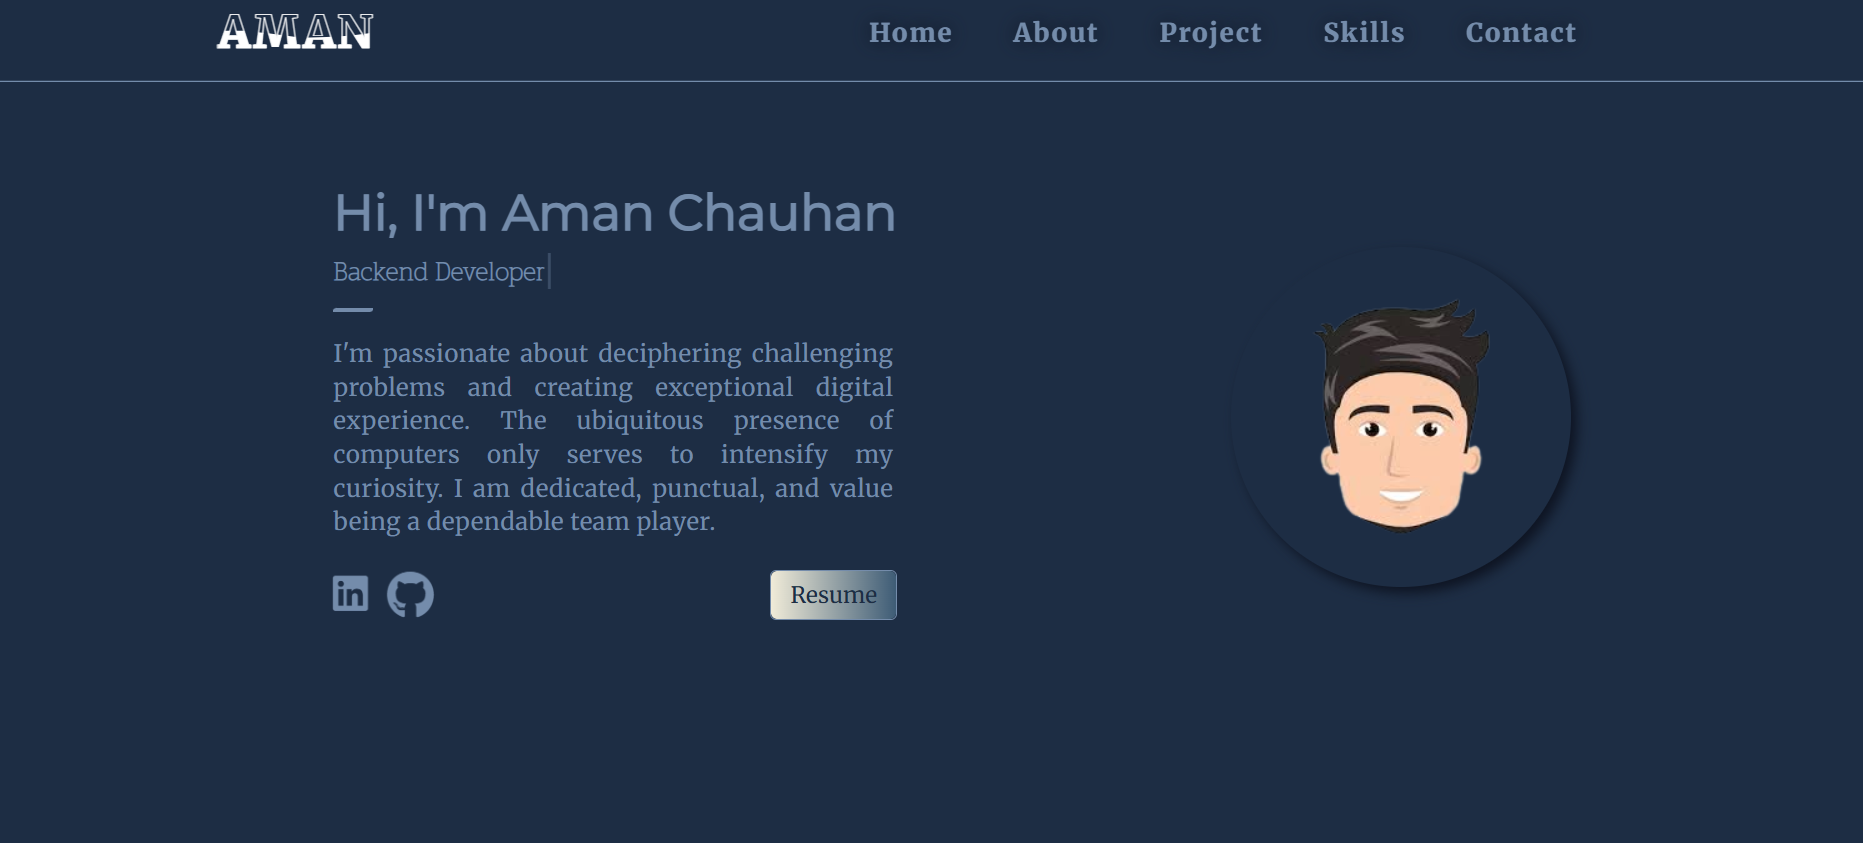 AMAN
Home About Project Skills Contact
Hi, I'm Aman Chauhan
Backend Developer
I'm passionate about deciphering challenging
problems and creating exceptional digital
experience. The ubiquitous presence of
computers only serves to intensify my
curiosity. I am dedicated, punctual, and value
being a dependable team player.
in
Resume